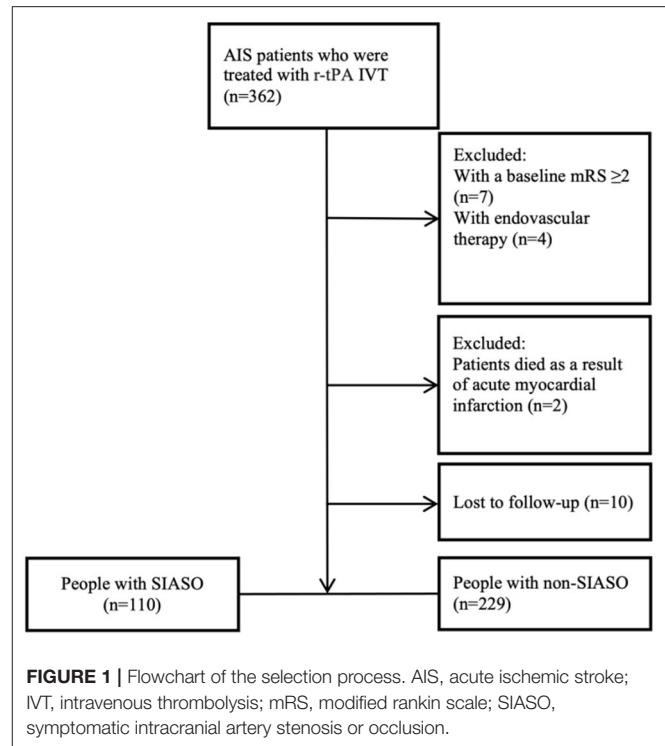 AIS patients who were
treated with r-tPA IVT
(n=362)
Excluded:
With a baseline mRS ≥2
(n=7)
With endovascular
therapy (n=4)
Excluded:
Patients died as a result
of acute myocardial
infarction (n=2)
Lost to follow-up (n=10)
People with SIASO
(n=110)
People with non-SIASO
(n=229)
FIGURE 1 | Flowchart of the selection process. AIS, acute ischemic stroke;
IVT, intravenous thrombolysis; mRS, modified rankin scale; SIASO,
symptomatic intracranial artery stenosis or occlusion.